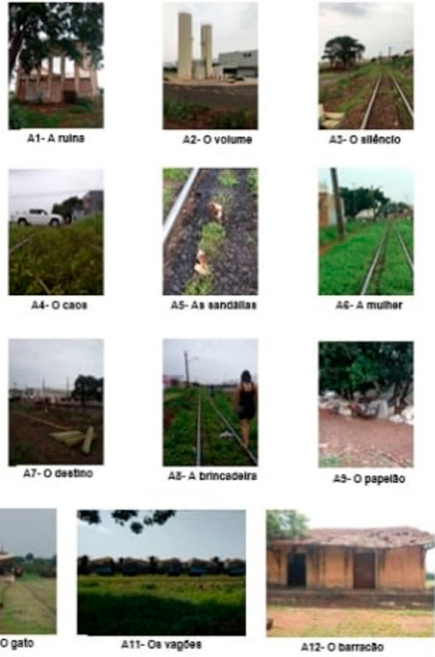 A1- A ruína
A2- O volume
A3- O silêncio
A4- O caos
A5- As sandálias
A6- A mulher
A7- O destino
A8- A brincadeira
A9- O papelão
O gato
A11- Os vagões
A12- O barracão